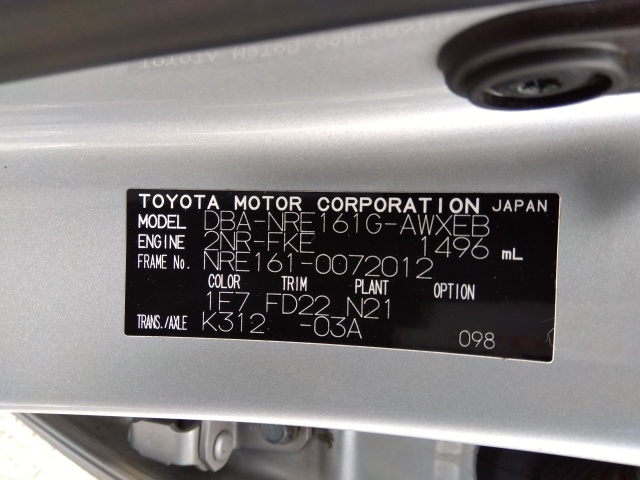 TOYOTA MOTOR CORPORATION JAPAN
MODEL DBA-NRE161G-AWXEB
ENGINE 2NR-FKE 1496 mL
FRAME No. NRE161-0072012
COLOR TRIM PLANT OPTION
1F7 FD22 N21
TRANS./AXLE K312 -03A
098